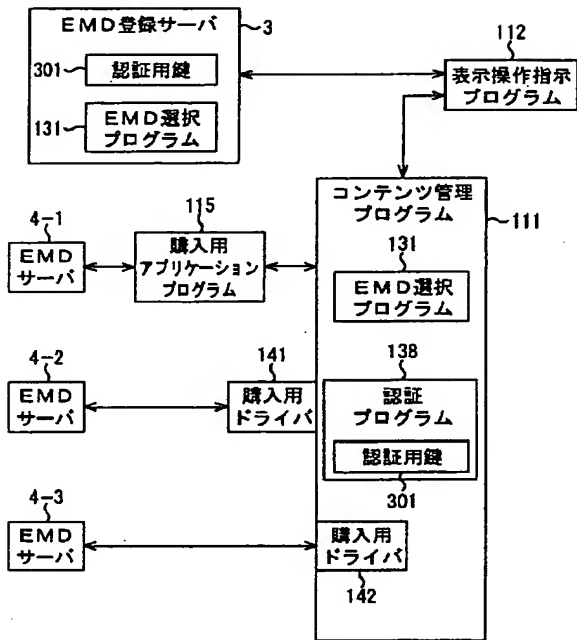 EMD登録サーバ
3
301
認証用鍵
131
EMD選択
プログラム
112
表示操作指示
プログラム
コンテンツ管理
プログラム
111
4-1
EMD
サーバ
115
購入用
アプリケーション
プログラム
131
EMD選択
プログラム
4-2
EMD
サーバ
141
購入用
ドライバ
138
認証
プログラム
認証用鍵
301
4-3
EMD
サーバ
購入用
ドライバ
142